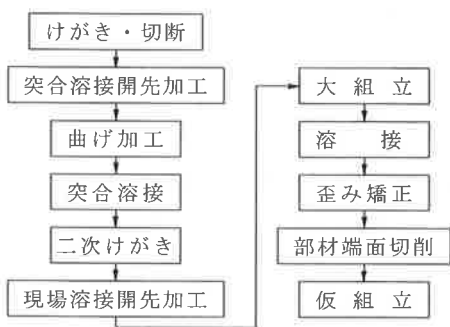 けがき・切断
突合溶接開先加工
曲げ加工
突合溶接
二次けがき
現場溶接開先加工
大組立
溶接
歪み矯正
部材端面切削
仮組立